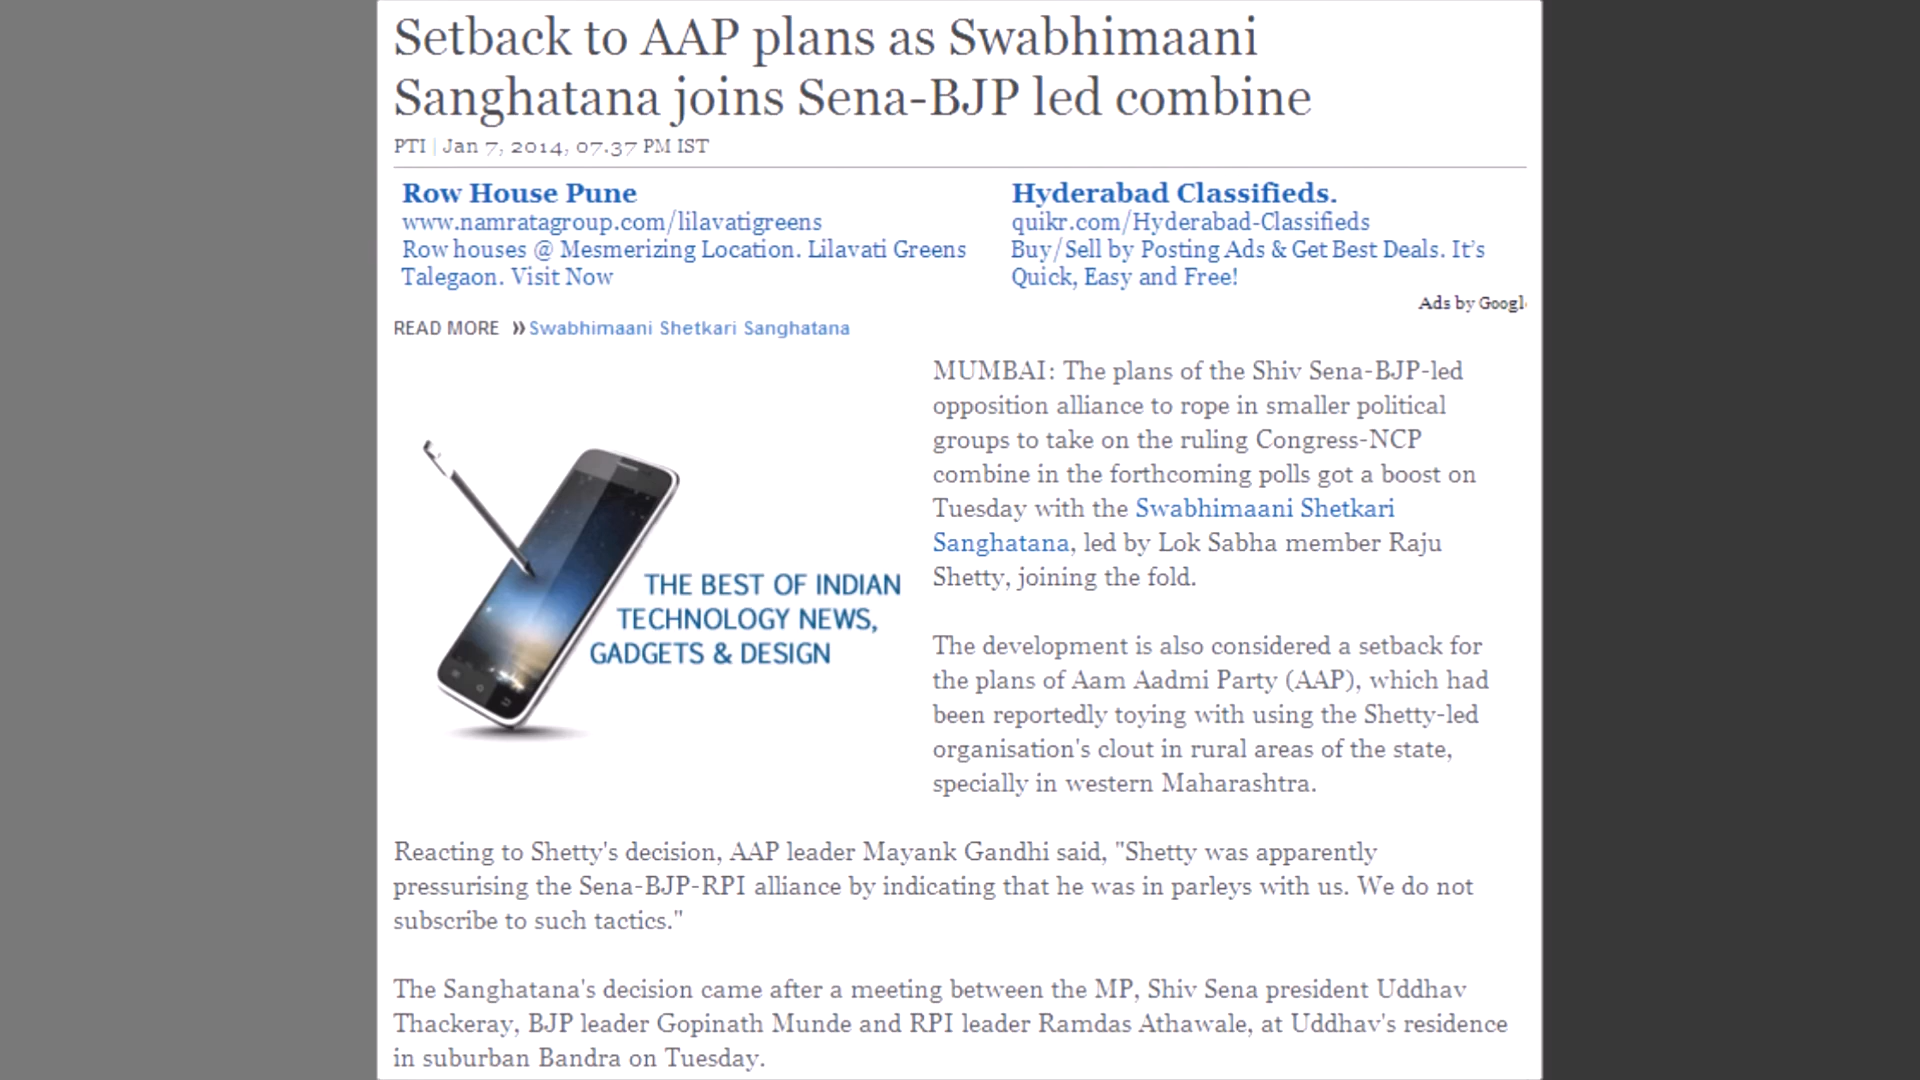 Setback to AAP plans as Swabhimaani
Sanghatana joins Sena-BJP led combine
PTI | Jan 7, 2014, 07.37 PM IST
Row House Pune
www.namratagroup.com/lilavatigreens
Row houses @ Mesmerizing Location. Lilavati Greens
Talegaon. Visit Now
Hyderabad Classifieds.
quikr.com/Hyderabad-Classifieds
Buy/Sell by Posting Ads & Get Best Deals. It's
Quick, Easy and Free!
Ads by Googl
READ MORE » Swabhimaani Shetkari Sanghatana
THE BEST OF INDIAN
TECHNOLOGY NEWS,
GADGETS & DESIGN
MUMBAI: The plans of the Shiv Sena-BJP-led
opposition alliance to rope in smaller political
groups to take on the ruling Congress-NCP
combine in the forthcoming polls got a boost on
Tuesday with the Swabhimaani Shetkari
Sanghatana, led by Lok Sabha member Raju
Shetty, joining the fold.
The development is also considered a setback for
the plans of Aam Aadmi Party (AAP), which had
been reportedly toying with using the Shetty-led
organisation's clout in rural areas of the state,
specially in western Maharashtra.
Reacting to Shetty's decision, AAP leader Mayank Gandhi said, "Shetty was apparently
pressurising the Sena-BJP-RPI alliance by indicating that he was in parleys with us. We do not
subscribe to such tactics."
The Sanghatana's decision came after a meeting between the MP, Shiv Sena president Uddhav
Thackeray, BJP leader Gopinath Munde and RPI leader Ramdas Athawale, at Uddhav's residence
in suburban Bandra on Tuesday.